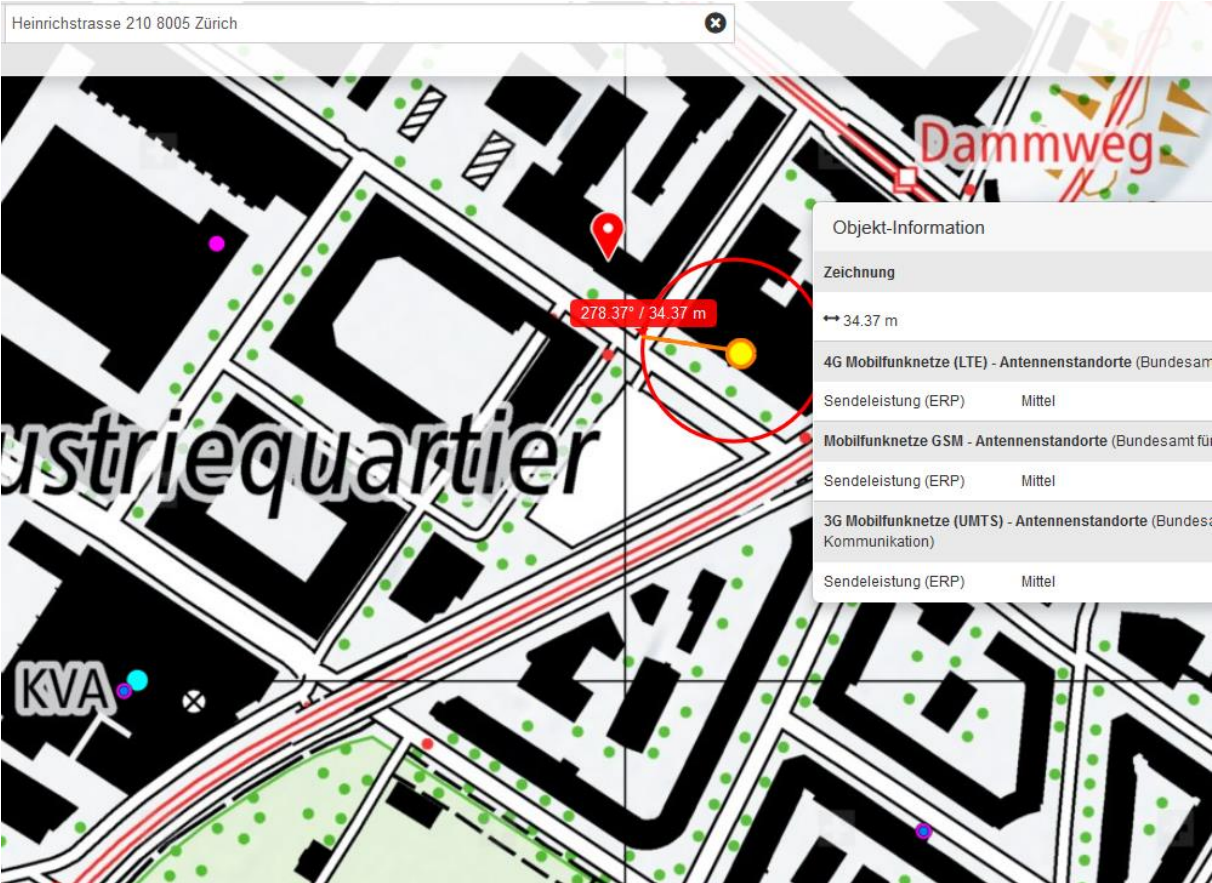 Heinrichstrasse 210 8005 Zürich
Dammweg
Objekt-Information
Zeichnung
278.37° / 34.37 m
34.37 m
4G Mobilfunknetze (LTE) - Antennenstandorte (Bundesam
Sendeleistung (ERP) Mittel
Mobilfunknetze GSM - Antennenstandorte (Bundesamt für
Sendeleistung (ERP) Mittel
3G Mobilfunknetze (UMTS) - Antennenstandorte (Bundesa
Kommunikation)
Sendeleistung (ERP) Mittel
ustriequartier
KVA